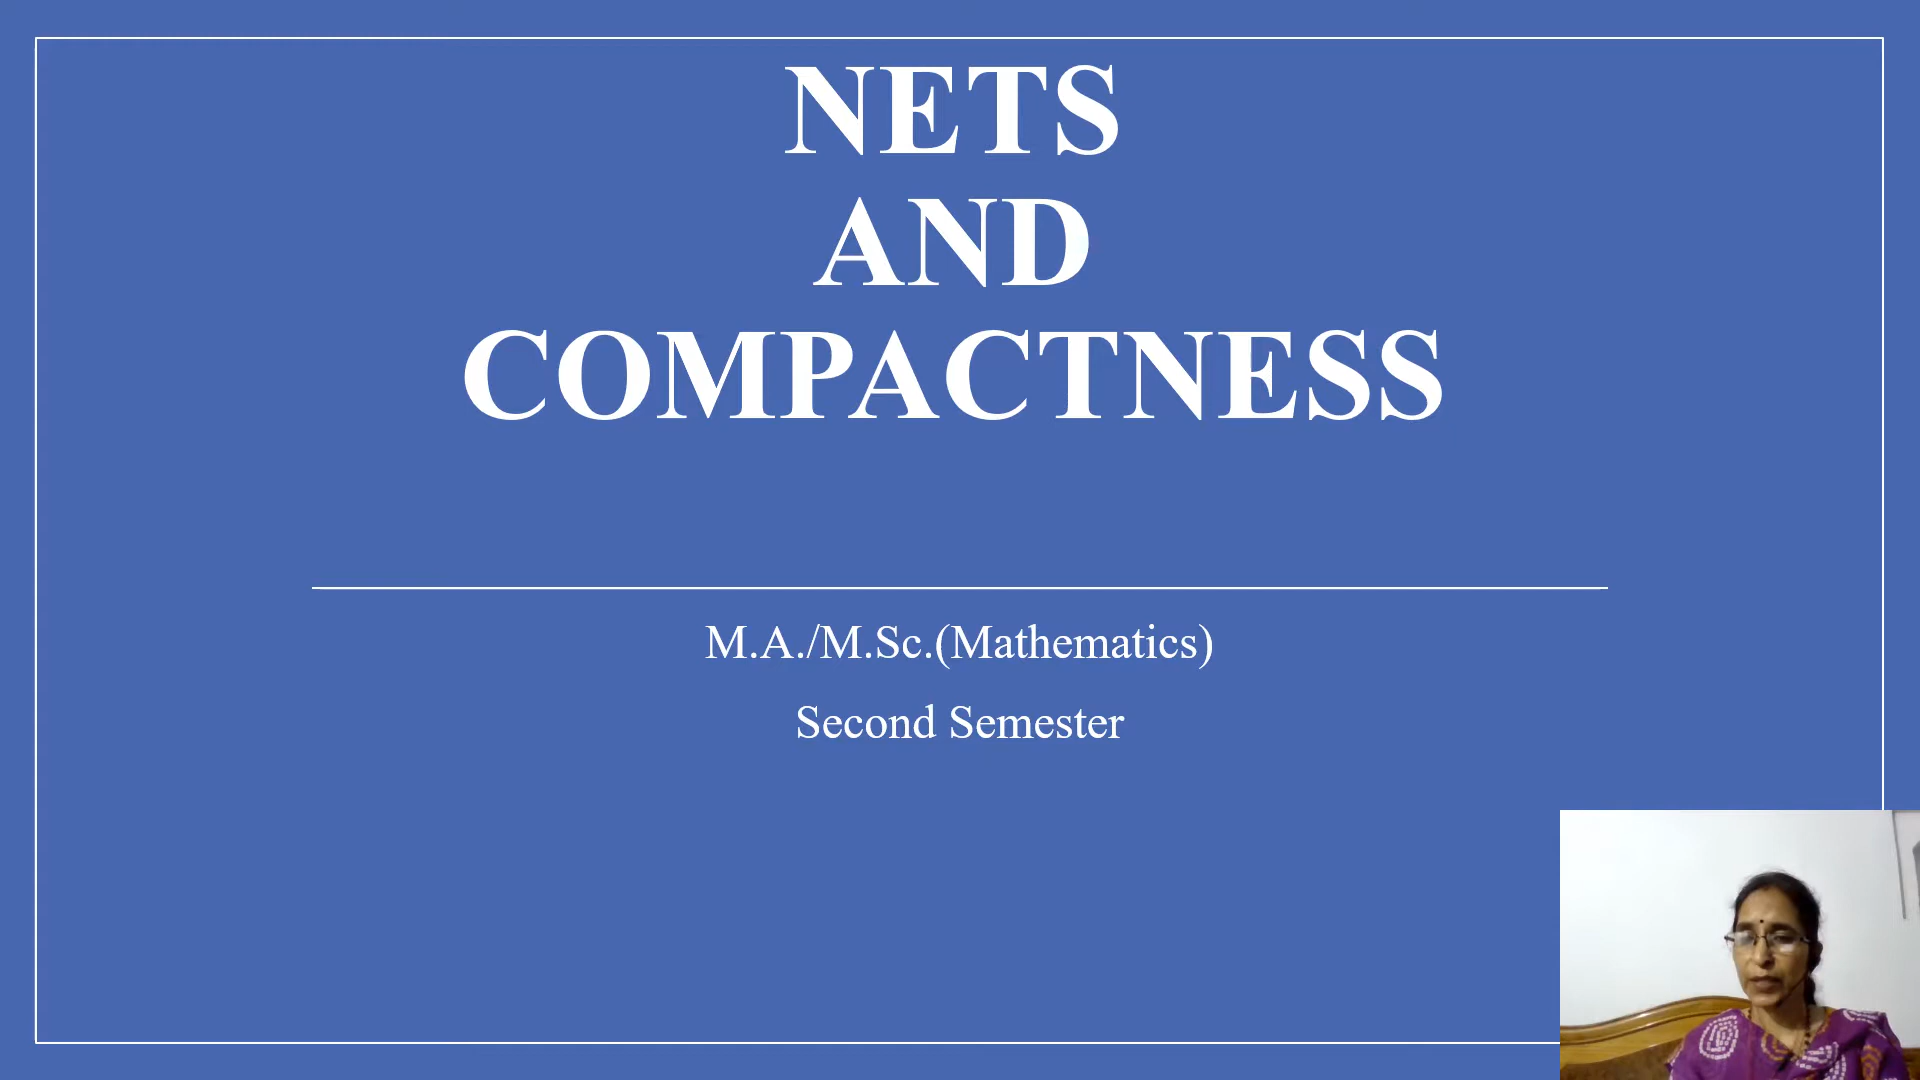 NETS
AND
COMPACTNESS
M.A./M.Sc.(Mathematics)
Second Semester